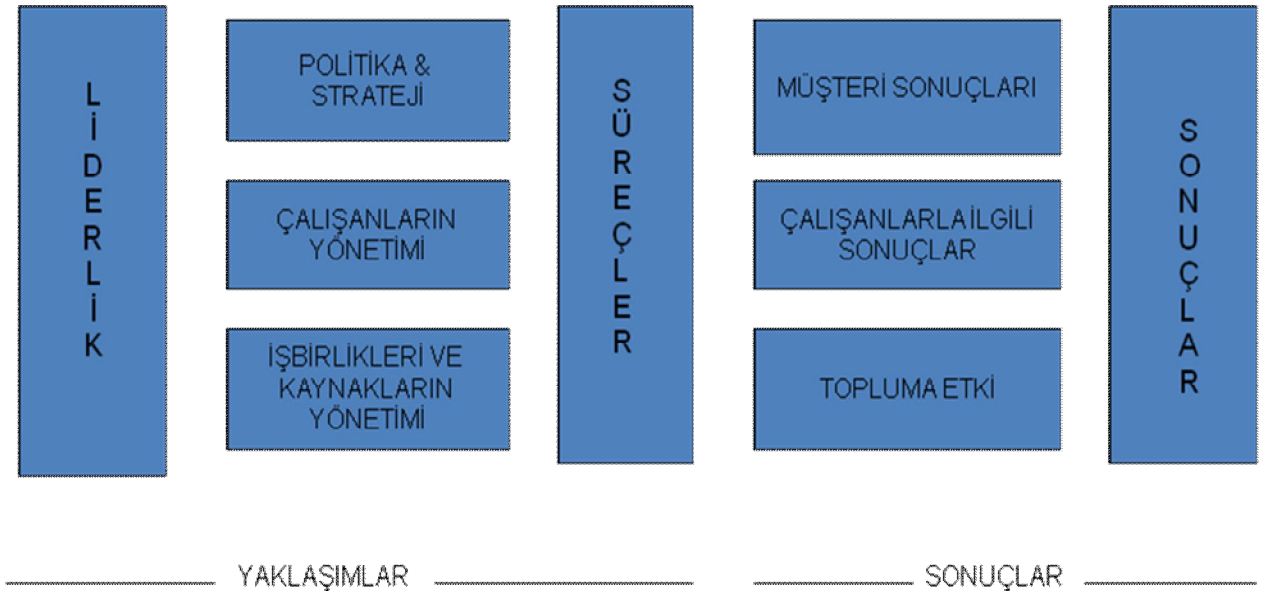 LİDERLİK
POLİTİKA &
STRATEJİ
ÇALIŞANLARIN
YÖNETİMİ
İŞBİRLİKLERİ VE
KAYNAKLARIN
YÖNETİMİ
SÜREÇLER
MÜŞTERİ SONUÇLARI
ÇALIŞANLARLA İLGİLİ
SONUÇLAR
TOPLUMA ETKİ
SONUÇLAR
YAKLAŞIMLAR
SONUÇLAR